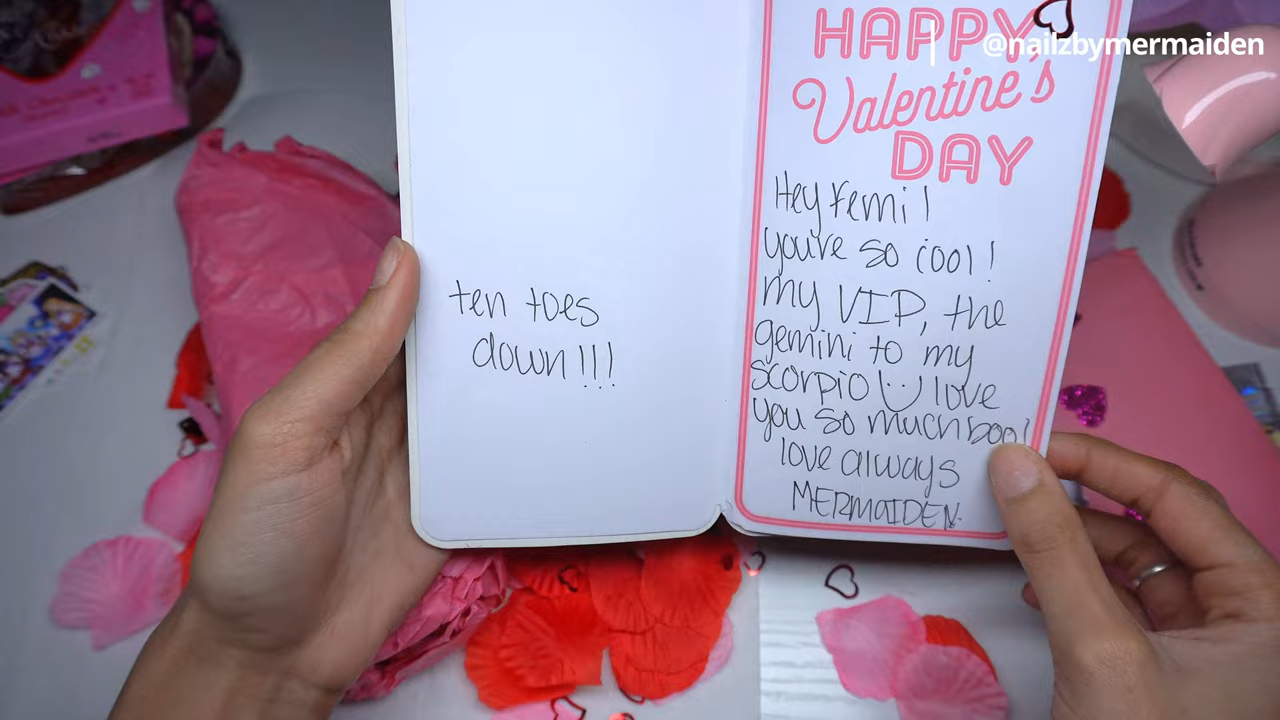 @nailzbymermaiden
ten toes
down!!!
HAPPY
Valentine's
DAY
Hey Femi!
you're so cool!
my VIP, the
gemini to my
scorpio love
you so much boo!
love always
MERMAIDEN.